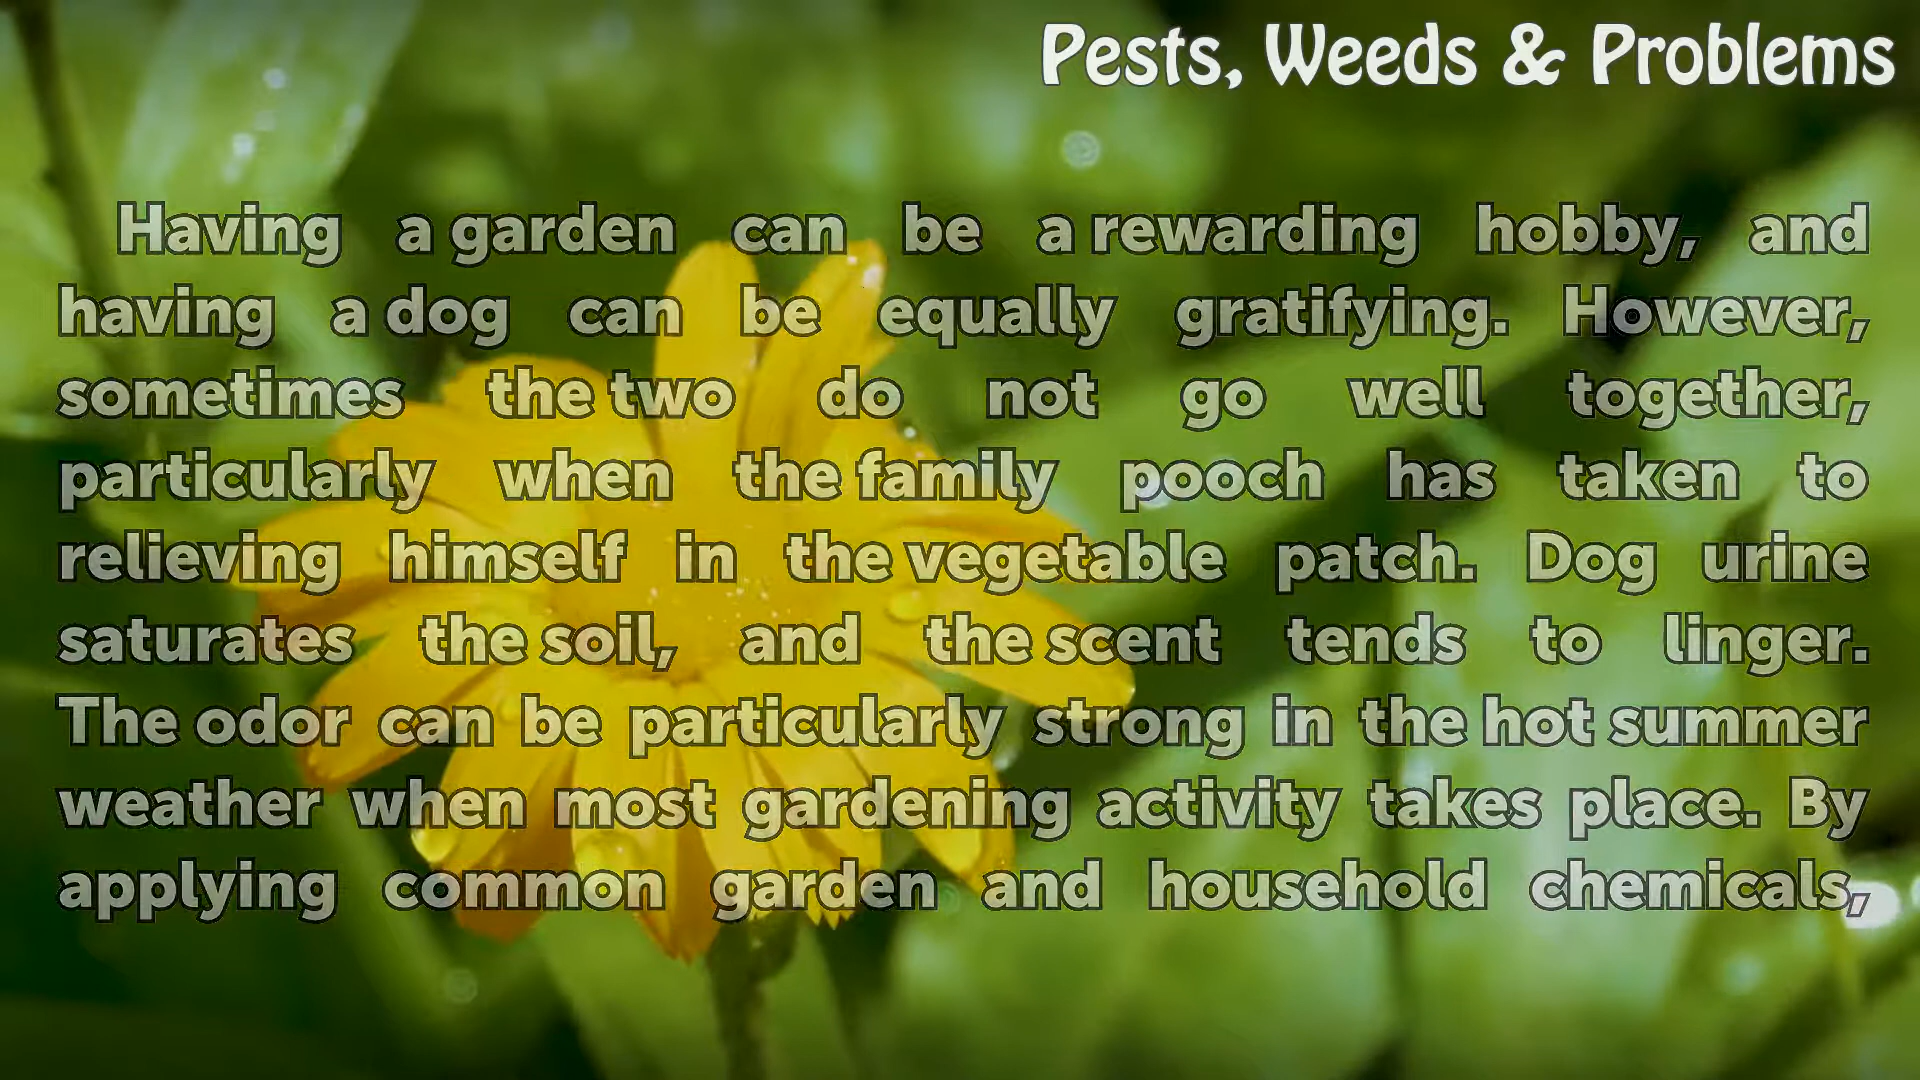 Pests, Weeds & Problems
Having a garden can be a rewarding hobby, and
having a dog can be equally gratifying. However,
sometimes the two do not go well together,
particularly when the family pooch has taken to
relieving himself in the vegetable patch. Dog urine
saturates the soil, and the scent tends to linger.
The odor can be particularly strong in the hot summer
weather when most gardening activity takes place. By
applying common garden and household chemicals,